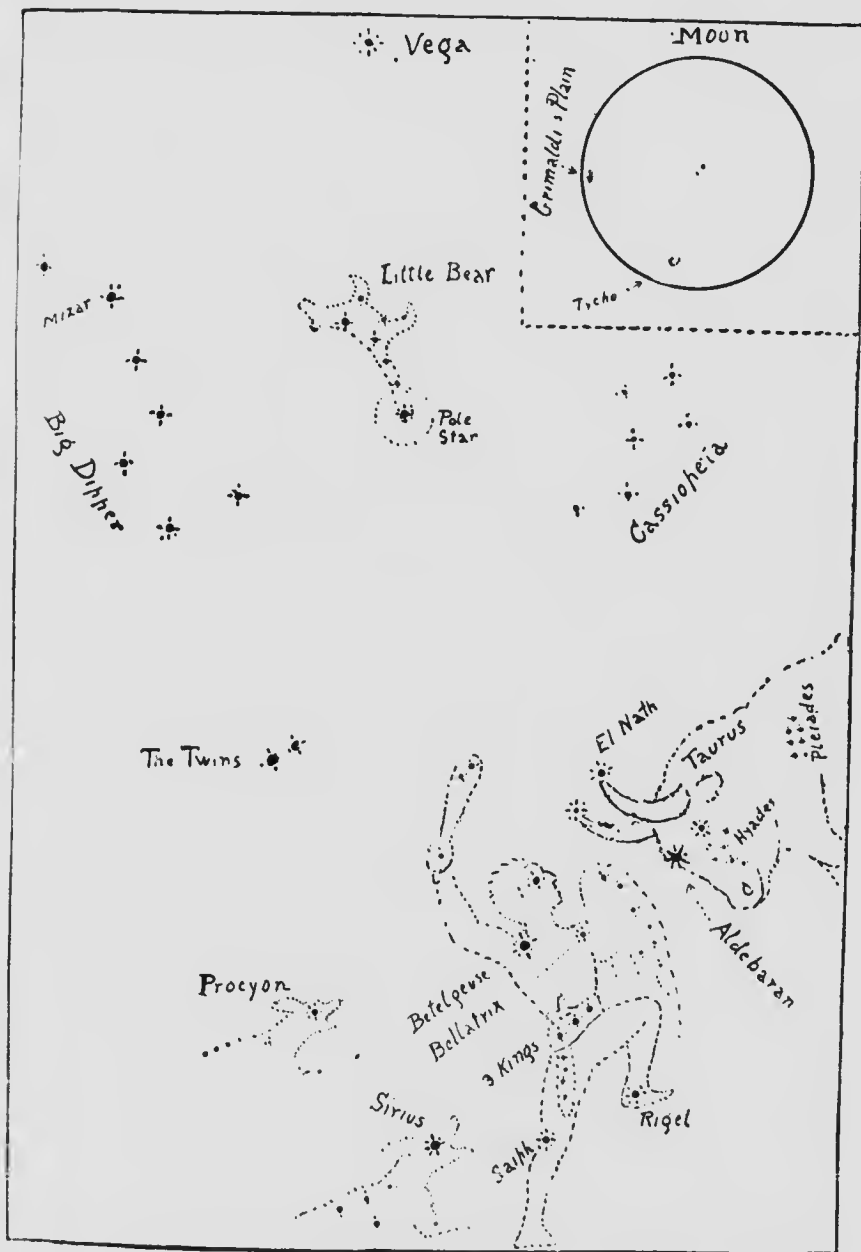 Vega
Moon
Grimaldis Plain
Tycho
Little Bear
Mizar
Pole
Star
Big Dipper
Cassiopeia
El Nath
Taurus
Pleiades
The Twins
Hyades
Aldebaran
Procyon
Betelgeuse
Bellatrix
3 Kings
Sirius
Rigel
Saiph